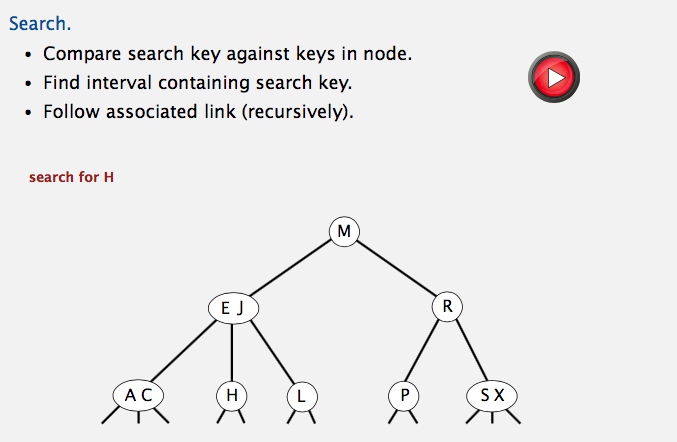 Search.
• Compare search key against keys in node.
• Find interval containing search key.
• Follow associated link (recursively).
search for H
M
E J
R
A C
H
L
P
S X